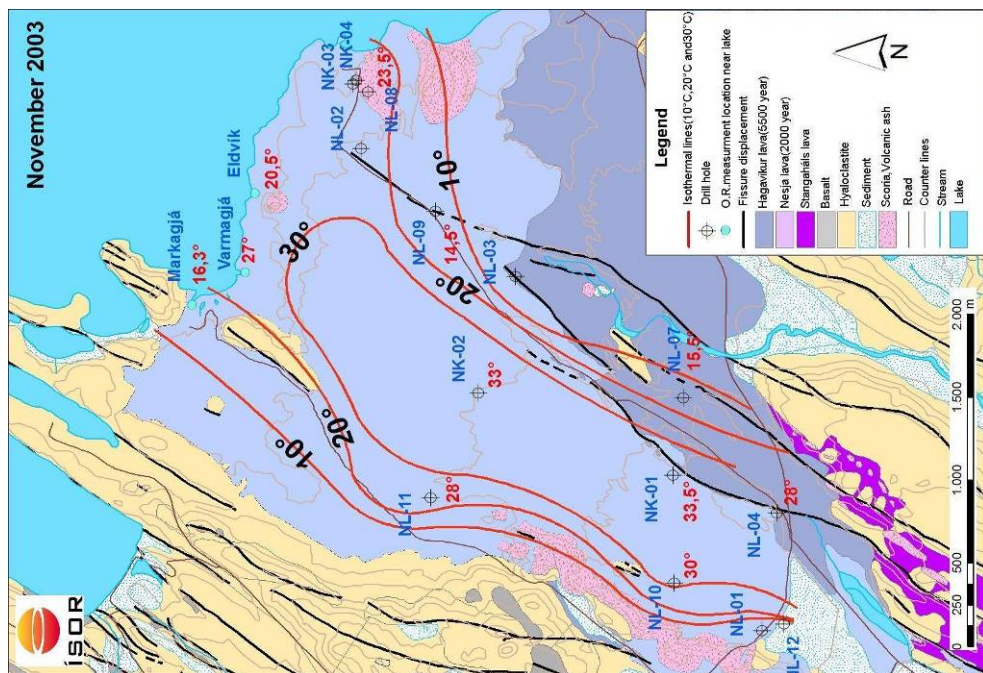 November 2003
ÍSOR
Markagjá
16,3°
Varmagjá
27°
Eldvík
20,5°
NK-03
NK-04
NL-02
23,5°
NL-08
10°
30°
NL-09
14,5°
20°
NL-03
NK-02
33°
10°
20°
NL-11
28°
NL-07
15,5°
NK-01
33,5°
NL-04
28°
30°
NL-10
NL-01
NL-12
Legend
Isothermal lines(10°C,20°C and30°C)
Drill hole
O.R.measurment location near lake
Fissure displacement
Hagavikur lava(5500 year)
Nesja lava(2000 year)
Stangaháls lava
Basalt
Hyaloclastite
Sediment
Scoria,Volcanic ash
Road
Counter lines
Stream
Lake
N
0 250 500 1.000 1.500 2.000
m